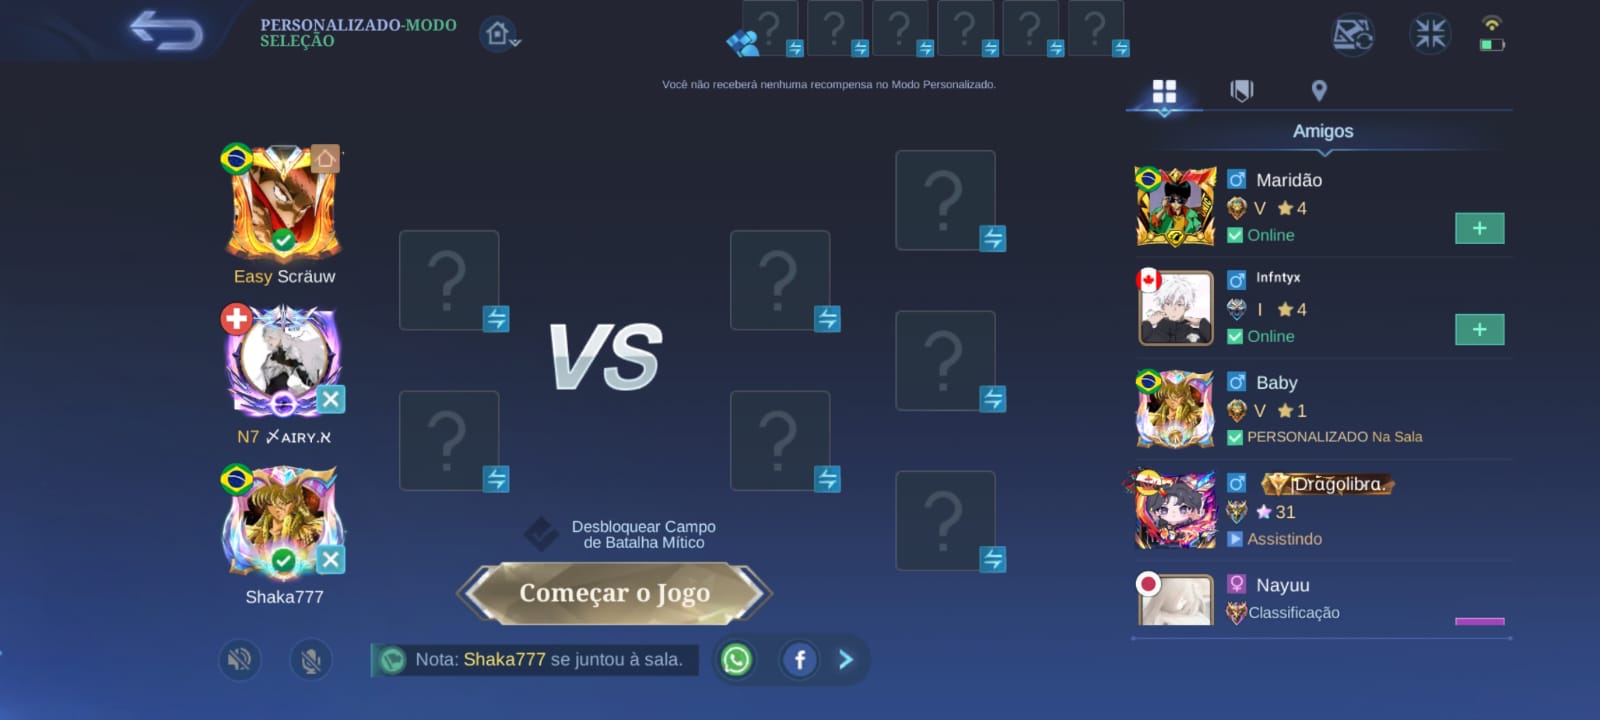 PERSONALIZADO-MODO
SELEÇÃO
Você não receberá nenhuma recompensa no Modo Personalizado.
Easy Scräuw
N7 〆ᴀɪʀʏ.ꓘ
Shaka777
VS
Desbloquear Campo
de Batalha Mítico
Começar o Jogo
Nota: Shaka777 se juntou à sala.
Amigos
Maridão
V ★4
Online
Infntyx
I ★4
Online
Baby
V ★1
PERSONALIZADO Na Sala
Dragolibra.
★31
Assistindo
Nayuu
Classificação